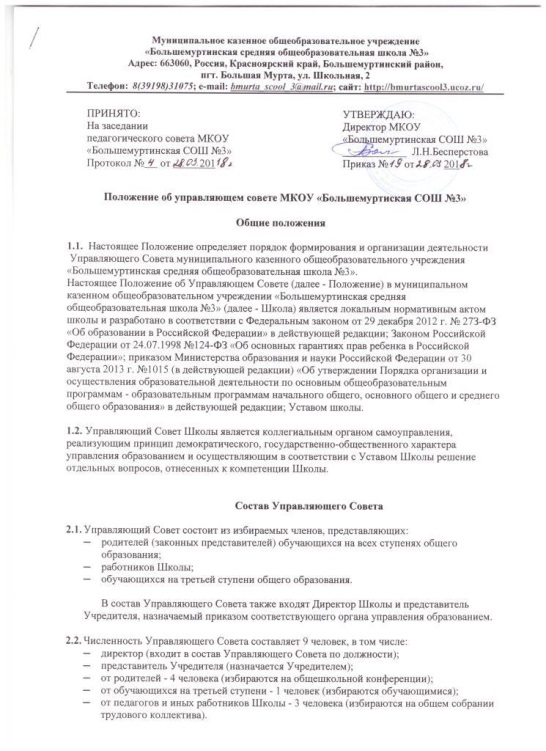 Муниципальное казенное общеобразовательное учреждение
«Большемуртинская средняя общеобразовательная школа №3»
Адрес: 663060, Россия, Красноярский край, Большемуртинский район,
пгт. Большая Мурта, ул. Школьная, 2
Телефон: 8(39198)31075; e-mail: bmurta_scool_3@mail.ru; сайт: http://bmurtascool3.ucoz.ru/
ПРИНЯТО:
На заседании
педагогического совета МКОУ
«Большемуртинская СОШ №3»
Протокол № 4 от 28.03.2018г.
УТВЕРЖДАЮ:
Директор МКОУ
«Большемуртинская СОШ №3»
Л.Н.Бесперстова
Приказ №19 от 28.03 2018г
Положение об управляющем совете МКОУ «Большемуртиская СОШ №3»
Общие положения
1.1. Настоящее Положение определяет порядок формирования и организации деятельности
Управляющего Совета муниципального казенного общеобразовательного учреждения
«Большемуртинская средняя общеобразовательная школа №3».
Настоящее Положение об Управляющем Совете (далее - Положение) в муниципальном
казенном общеобразовательном учреждении «Большемуртинская средняя
общеобразовательная школа №3» (далее - Школа) является локальным нормативным актом
школы и разработано в соответствии с Федеральным законом от 29 декабря 2012 г. № 273-ФЗ
«Об образовании в Российской Федерации» в действующей редакции; Законом Российской
Федерации от 24.07.1998 №124-ФЗ «Об основных гарантиях прав ребенка в Российской
Федерации»; приказом Министерства образования и науки Российской Федерации от 30
августа 2013 г. №1015 (в действующей редакции) «Об утверждении Порядка организации и
осуществления образовательной деятельности по основным общеобразовательным
программам - образовательным программам начального общего, основного общего и среднего
общего образования» в действующей редакции; Уставом школы.
1.2. Управляющий Совет Школы является коллегиальным органом самоуправления,
реализующим принцип демократического, государственно-общественного характера
управления образованием и осуществляющим в соответствии с Уставом Школы решение
отдельных вопросов, отнесенных к компетенции Школы.
Состав Управляющего Совета
2.1. Управляющий Совет состоит из избираемых членов, представляющих:
— родителей (законных представителей) обучающихся на всех ступенях общего
образования;
— работников Школы;
— обучающихся на третьей ступени общего образования.
В состав Управляющего Совета также входят Директор Школы и представитель
Учредителя, назначаемый приказом соответствующего органа управления образованием.
2.2. Численность Управляющего Совета составляет 9 человек, в том числе:
— директор (входит в состав Управляющего Совета по должности);
— представитель Учредителя (назначается Учредителем);
— от родителей - 4 человека (избираются на общешкольной конференции);
— от обучающихся на третьей ступени - 1 человек (избираются обучающимися);
— от педагогов и иных работников Школы - 3 человека (избираются на общем собрании
трудового коллектива).